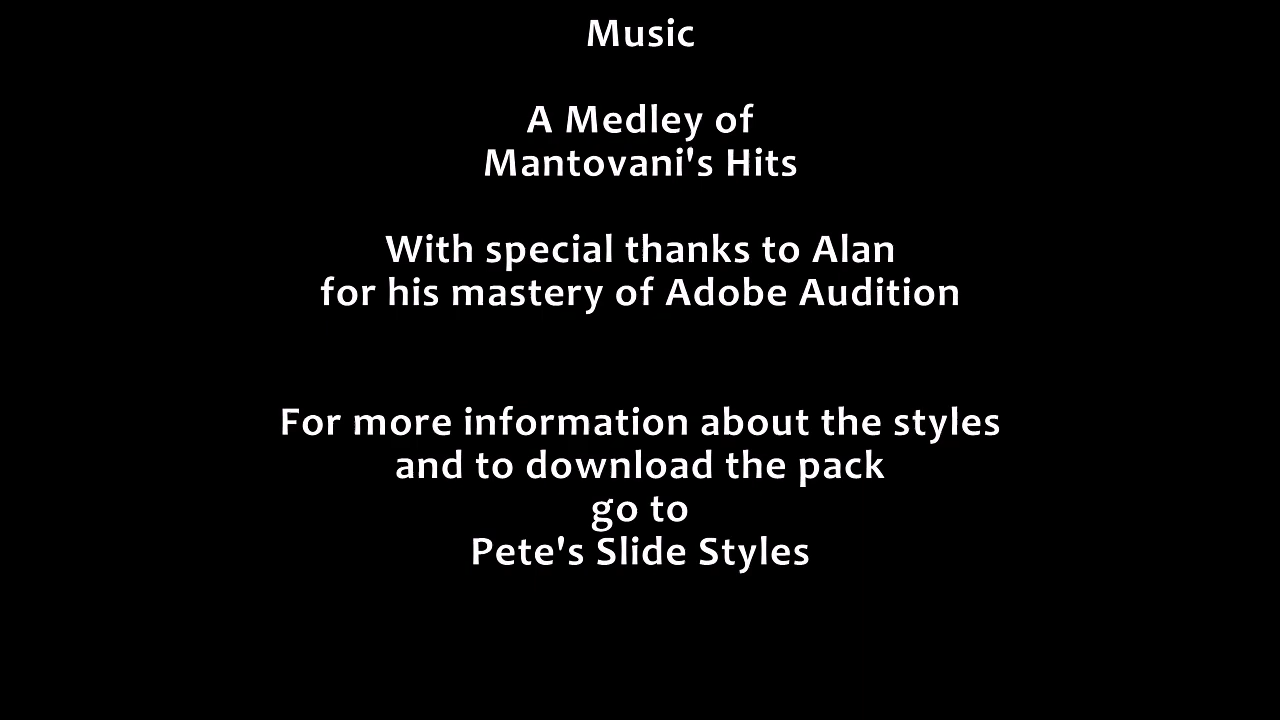 Music
A Medley of
Mantovani's Hits
With special thanks to Alan
for his mastery of Adobe Audition
For more information about the styles
and to download the pack
go to
Pete's Slide Styles